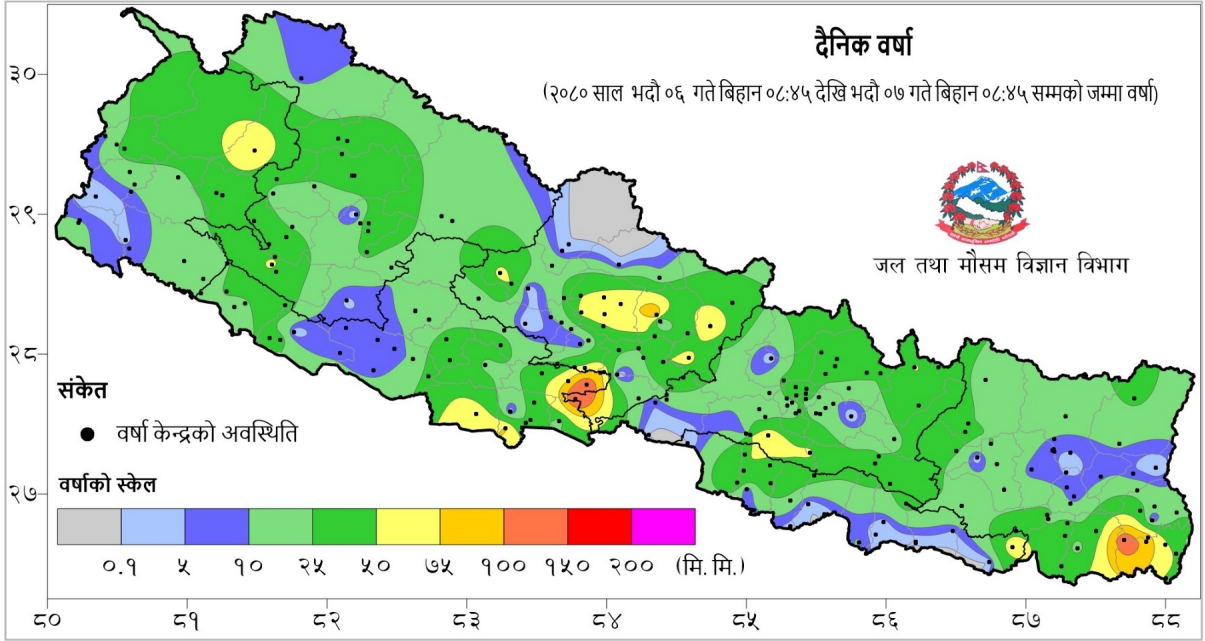 दैनिक वर्षा
(२०८० साल भदौ ०६ गते बिहान ०८:४५ देखि भदौ ०७ गते बिहान ०८:४५ सम्मको जम्मा वर्षा)
३०
२९
जल तथा मौसम विज्ञान विभाग
२८
संकेत
वर्षा केन्द्रको अवस्थिति
२७
वर्षाको स्केल
०.१ ५ १० २५ ५० ७५ १०० १५० २०० (मि. मि.)
८० ८१ ८२ ८३ ८४ ८५ ८६ ८७ ८८